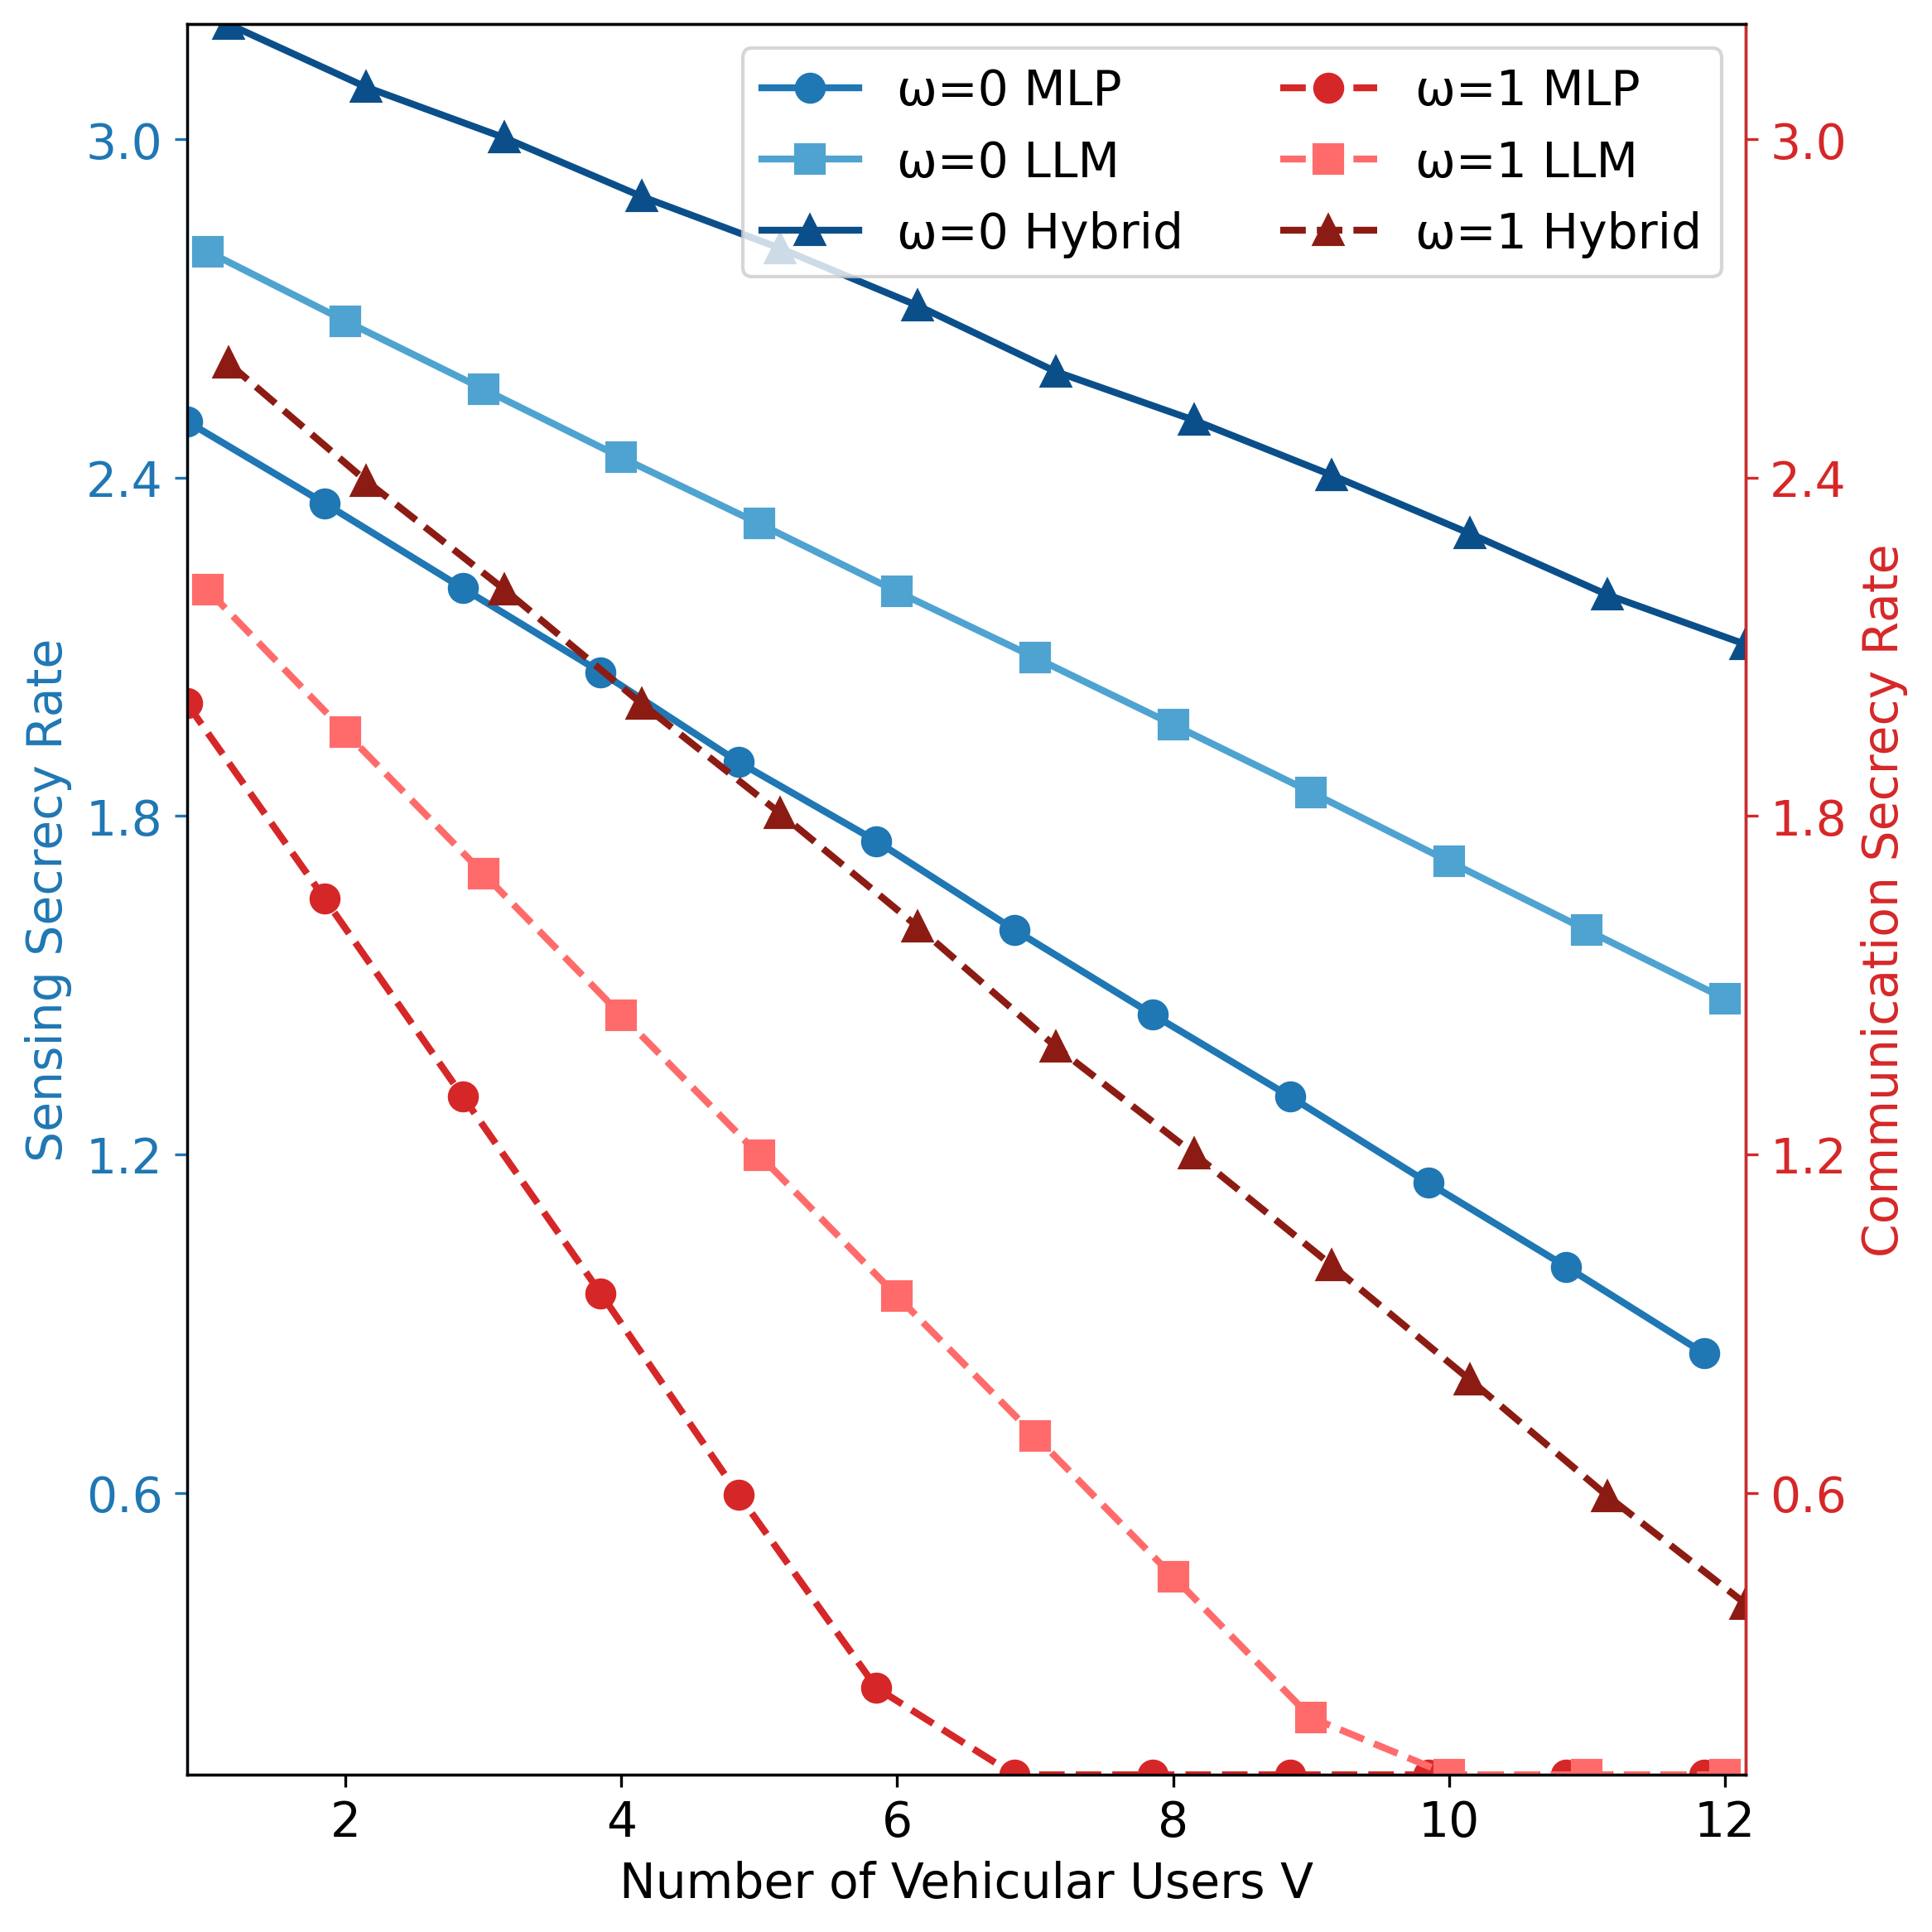 ω=0 MLP
ω=0 LLM
ω=0 Hybrid
ω=1 MLP
ω=1 LLM
ω=1 Hybrid
Sensing Secrecy Rate
3.0
2.4
1.8
1.2
0.6
3.0
2.4
1.8
1.2
0.6
Communication Secrecy Rate
2 4 6 8 10 12
Number of Vehicular Users V